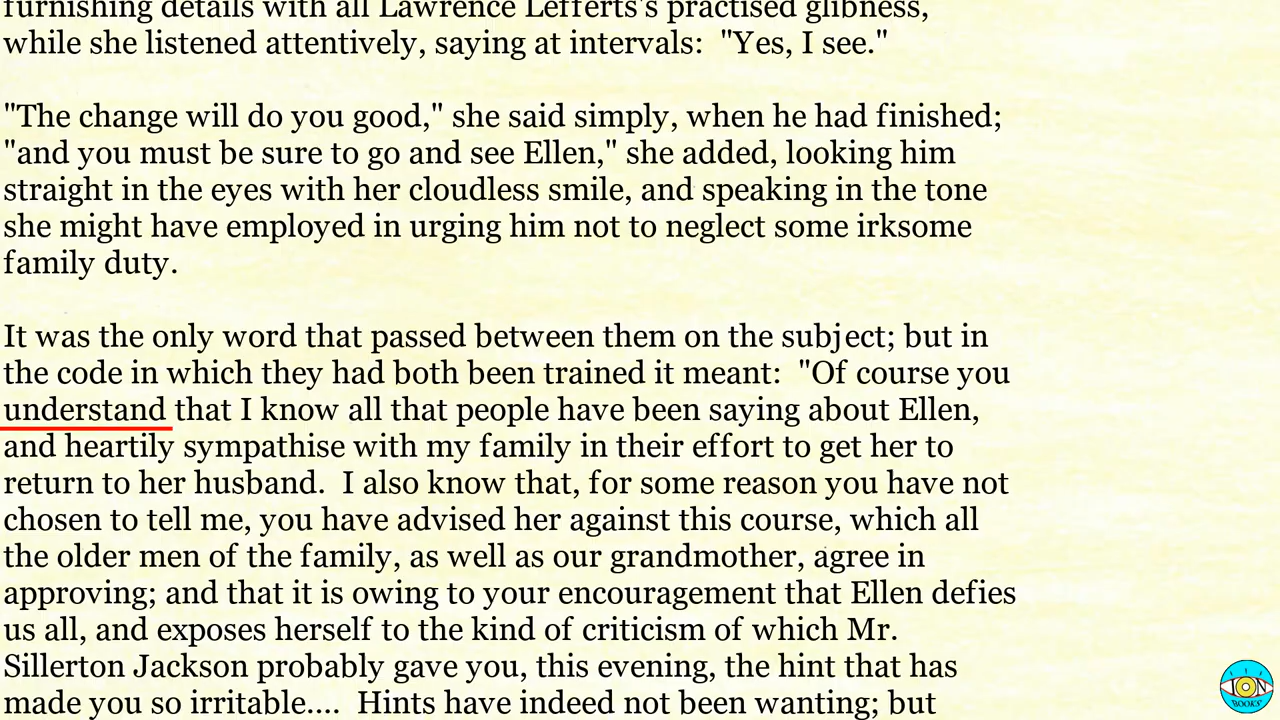 furnishing details with all Lawrence Lefferts's practised glibness,
while she listened attentively, saying at intervals:  "Yes, I see."
"The change will do you good," she said simply, when he had finished;
"and you must be sure to go and see Ellen," she added, looking him
straight in the eyes with her cloudless smile, and speaking in the tone
she might have employed in urging him not to neglect some irksome
family duty.
It was the only word that passed between them on the subject; but in
the code in which they had both been trained it meant:  "Of course you
understand that I know all that people have been saying about Ellen,
and heartily sympathise with my family in their effort to get her to
return to her husband.  I also know that, for some reason you have not
chosen to tell me, you have advised her against this course, which all
the older men of the family, as well as our grandmother, agree in
approving; and that it is owing to your encouragement that Ellen defies
us all, and exposes herself to the kind of criticism of which Mr.
Sillerton Jackson probably gave you, this evening, the hint that has
made you so irritable....  Hints have indeed not been wanting; but
ION
BOOKS